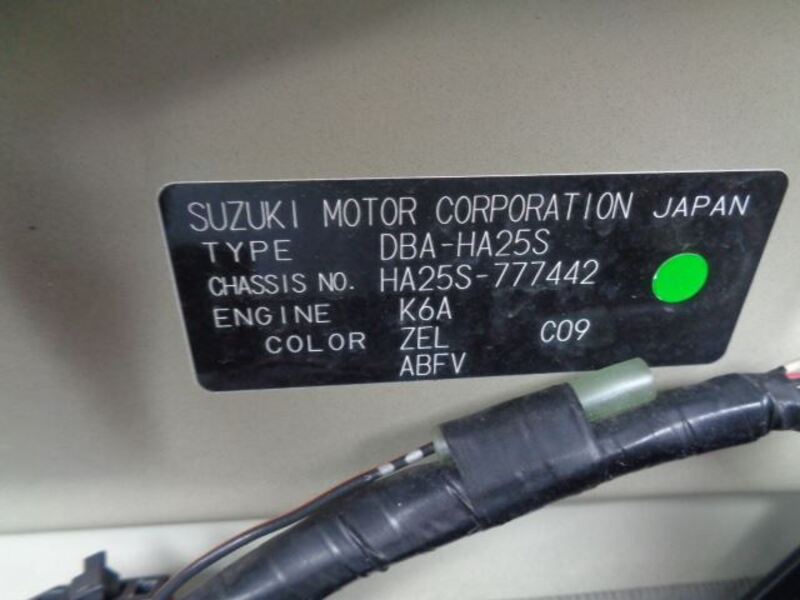 SUZUKI MOTOR CORPORATION JAPAN
TYPE DBA-HA25S
CHASSIS NO. HA25S-777442
ENGINE K6A
COLOR ZEL C09
ABFV